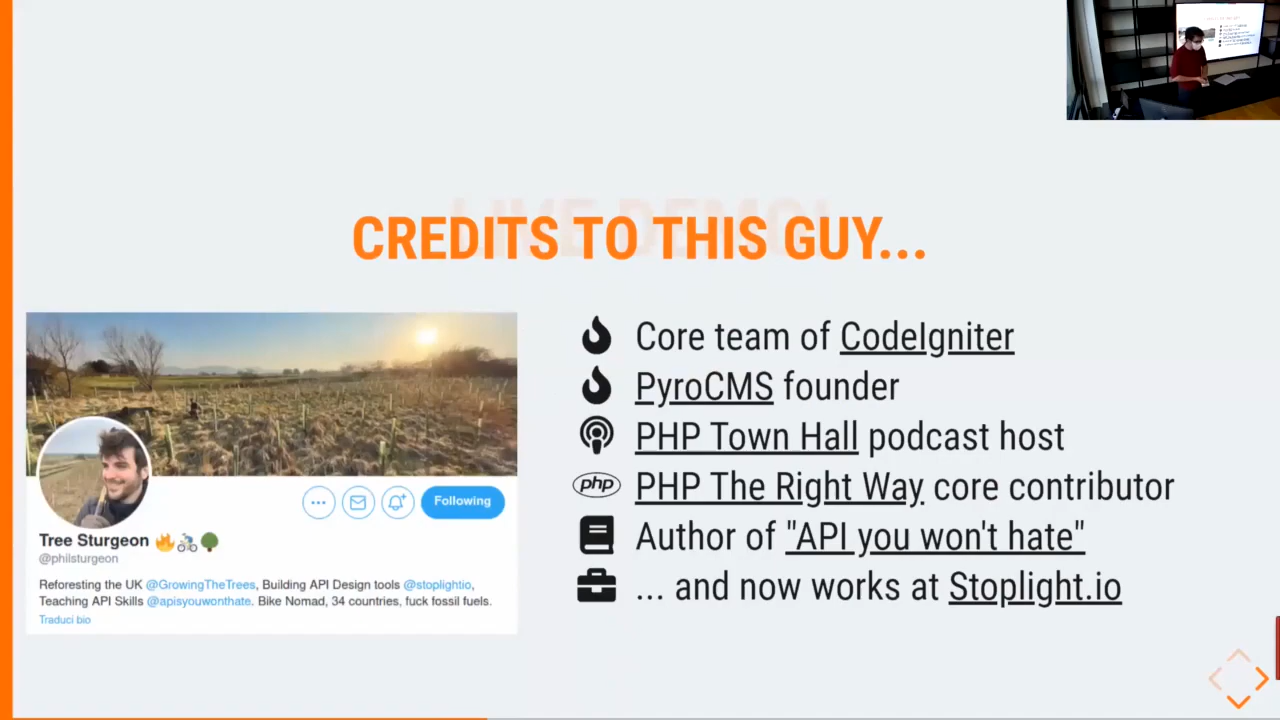 LIVE DEMO!
CREDITS TO THIS GUY...
Core team of CodeIgniter
PyroCMS founder
PHP Town Hall podcast host
php PHP The Right Way core contributor
Author of "API you won't hate"
... and now works at Stoplight.io
Following
Tree Sturgeon
@philsturgeon
Reforesting the UK @GrowingTheTrees, Building API Design tools @stoplightio,
Teaching API Skills @apisyouwonthate. Bike Nomad, 34 countries, fuck fossil fuels.
Traduci bio